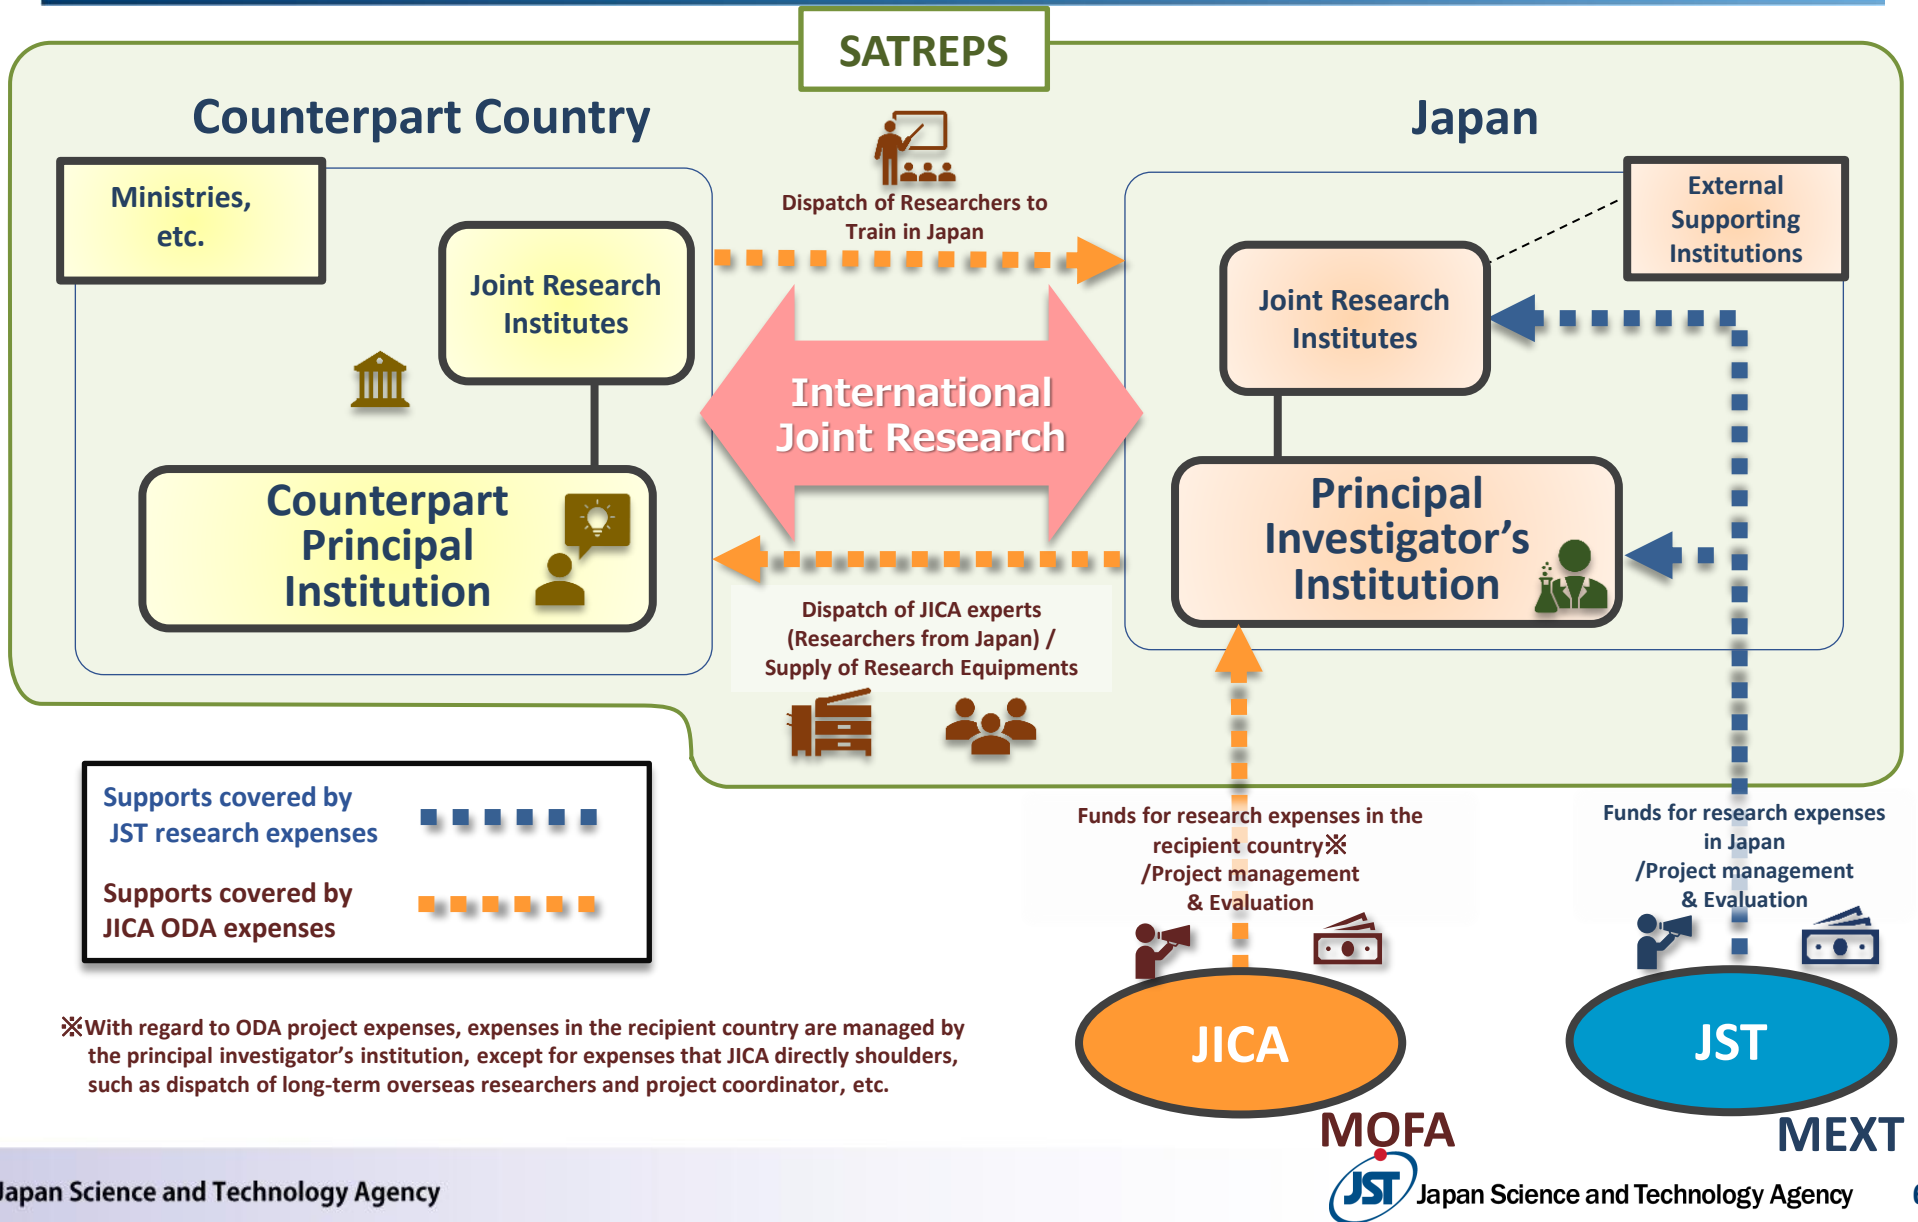 SATREPS
Counterpart Country
Japan
Ministries,
etc.
Joint Research
Institutes
Counterpart
Principal
Institution
Dispatch of Researchers to
Train in Japan
International
Joint Research
Dispatch of JICA experts
(Researchers from Japan) /
Supply of Research Equipments
External
Supporting
Institutions
Joint Research
Institutes
Principal
Investigator’s
Institution
Supports covered by
JST research expenses
Supports covered by
JICA ODA expenses
Funds for research expenses in the
recipient country※
/Project management
& Evaluation
Funds for research expenses
in Japan
/Project management
& Evaluation
JICA
JST
※With regard to ODA project expenses, expenses in the recipient country are managed by
the principal investigator’s institution, except for expenses that JICA directly shoulders,
such as dispatch of long-term overseas researchers and project coordinator, etc.
MOFA
MEXT
Japan Science and Technology Agency
JST Japan Science and Technology Agency